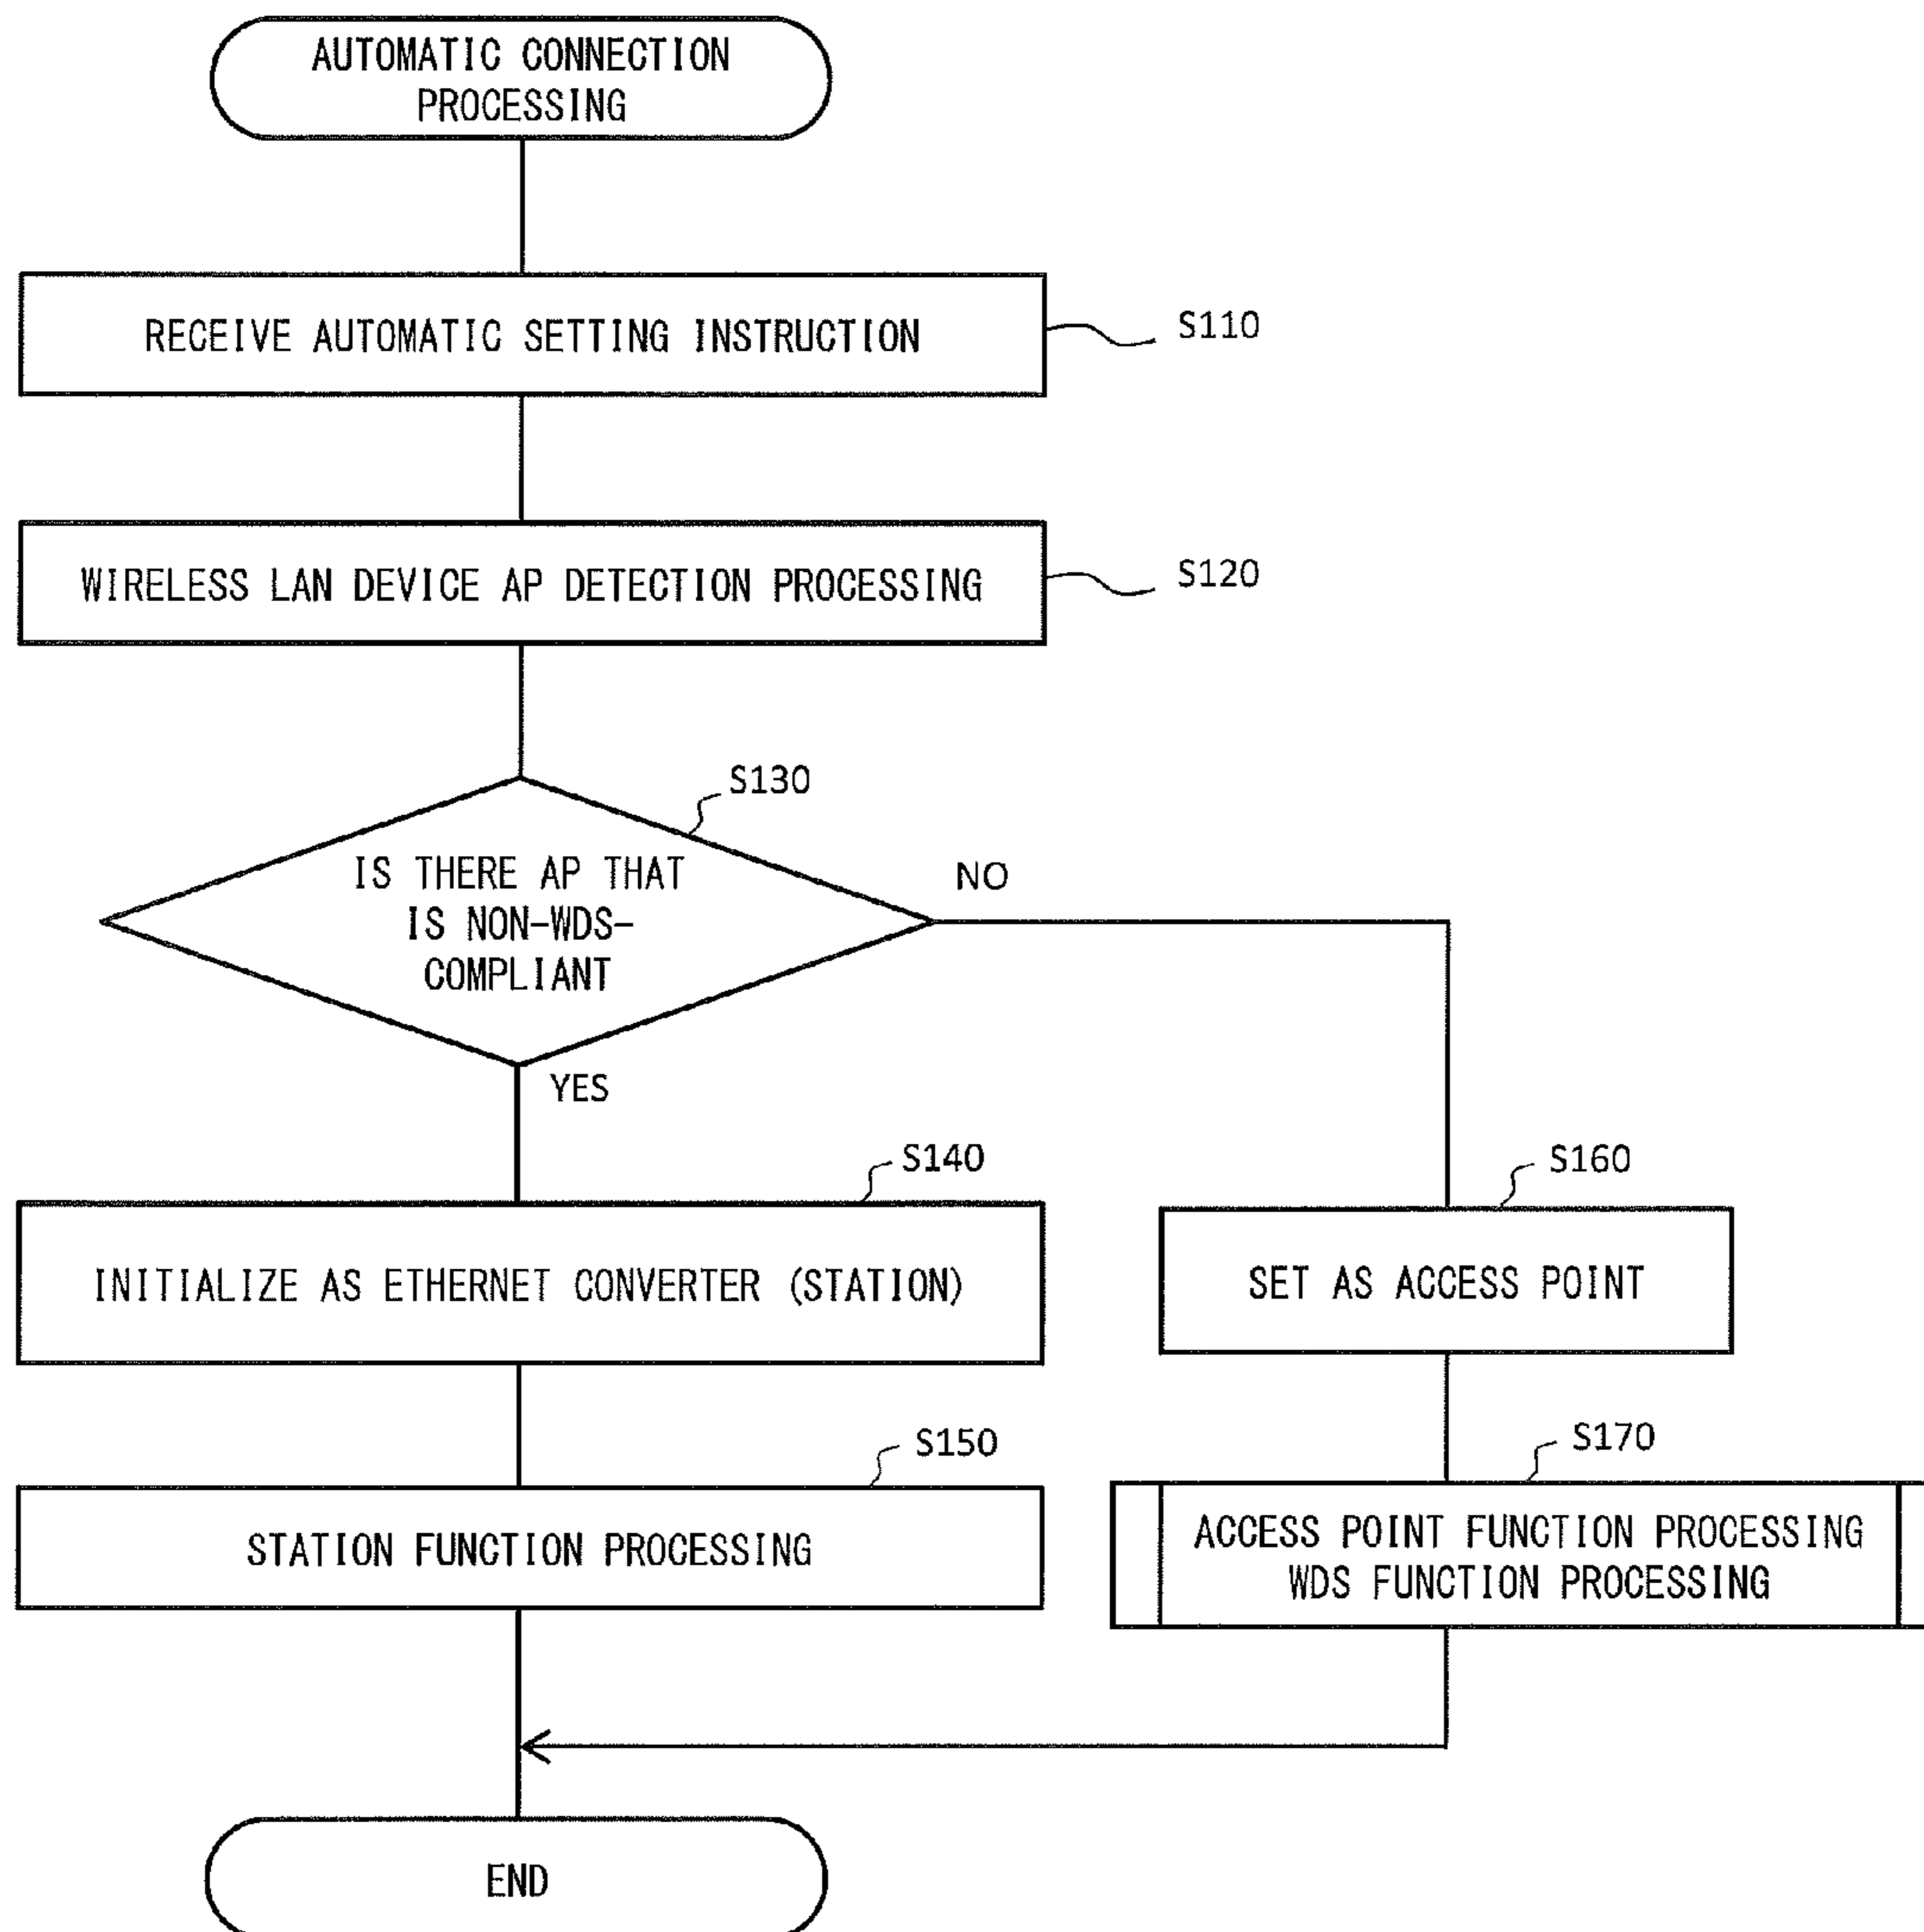 AUTOMATIC CONNECTION
PROCESSING
RECEIVE AUTOMATIC SETTING INSTRUCTION
S110
WIRELESS LAN DEVICE AP DETECTION PROCESSING
S120
S130
IS THERE AP THAT
IS NON-WDS-
COMPLIANT
NO
YES
S140
INITIALIZE AS ETHERNET CONVERTER (STATION)
S160
SET AS ACCESS POINT
S150
STATION FUNCTION PROCESSING
S170
ACCESS POINT FUNCTION PROCESSING
WDS FUNCTION PROCESSING
END